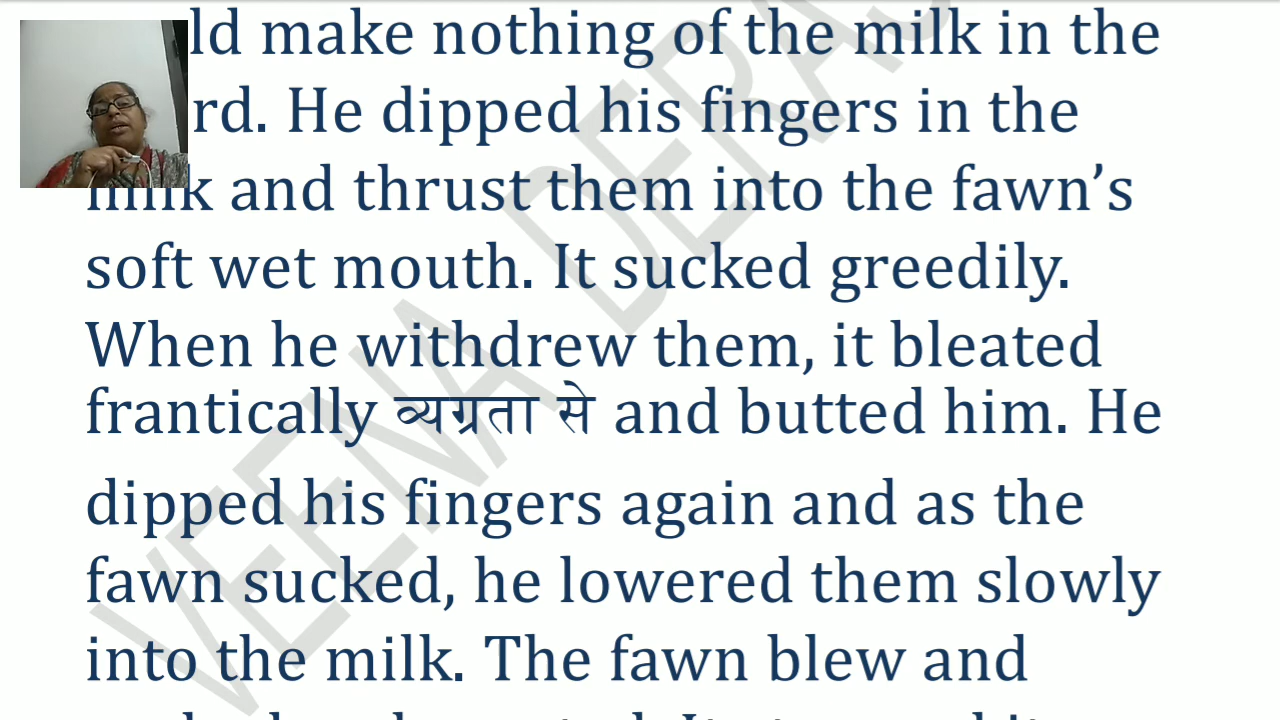 ld make nothing of the milk in the
rd. He dipped his fingers in the
and thrust them into the fawn’s
soft wet mouth. It sucked greedily.
When he withdrew them, it bleated
frantically व्यग्रता से and butted him. He
dipped his fingers again and as the
fawn sucked, he lowered them slowly
into the milk. The fawn blew and
VEENA